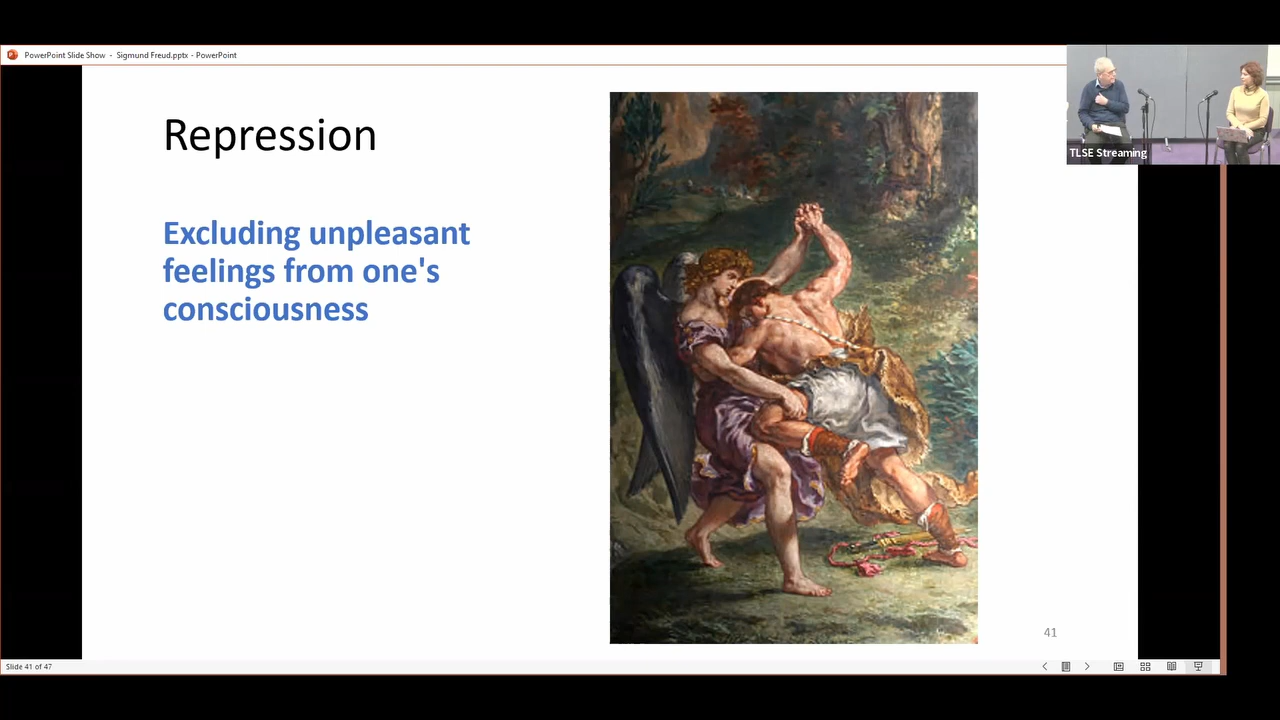 PowerPoint Slide Show - Sigmund Freud.pptx - PowerPoint
TLSE Streaming
Repression
Excluding unpleasant
feelings from one's
consciousness
41
Slide 41 of 47